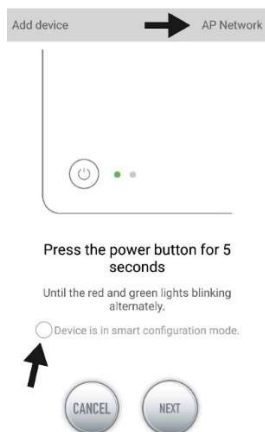 Add device AP Network
Press the power button for 5
seconds
Until the red and green lights blinking
alternately.
Device is in smart configuration mode.
CANCEL NEXT